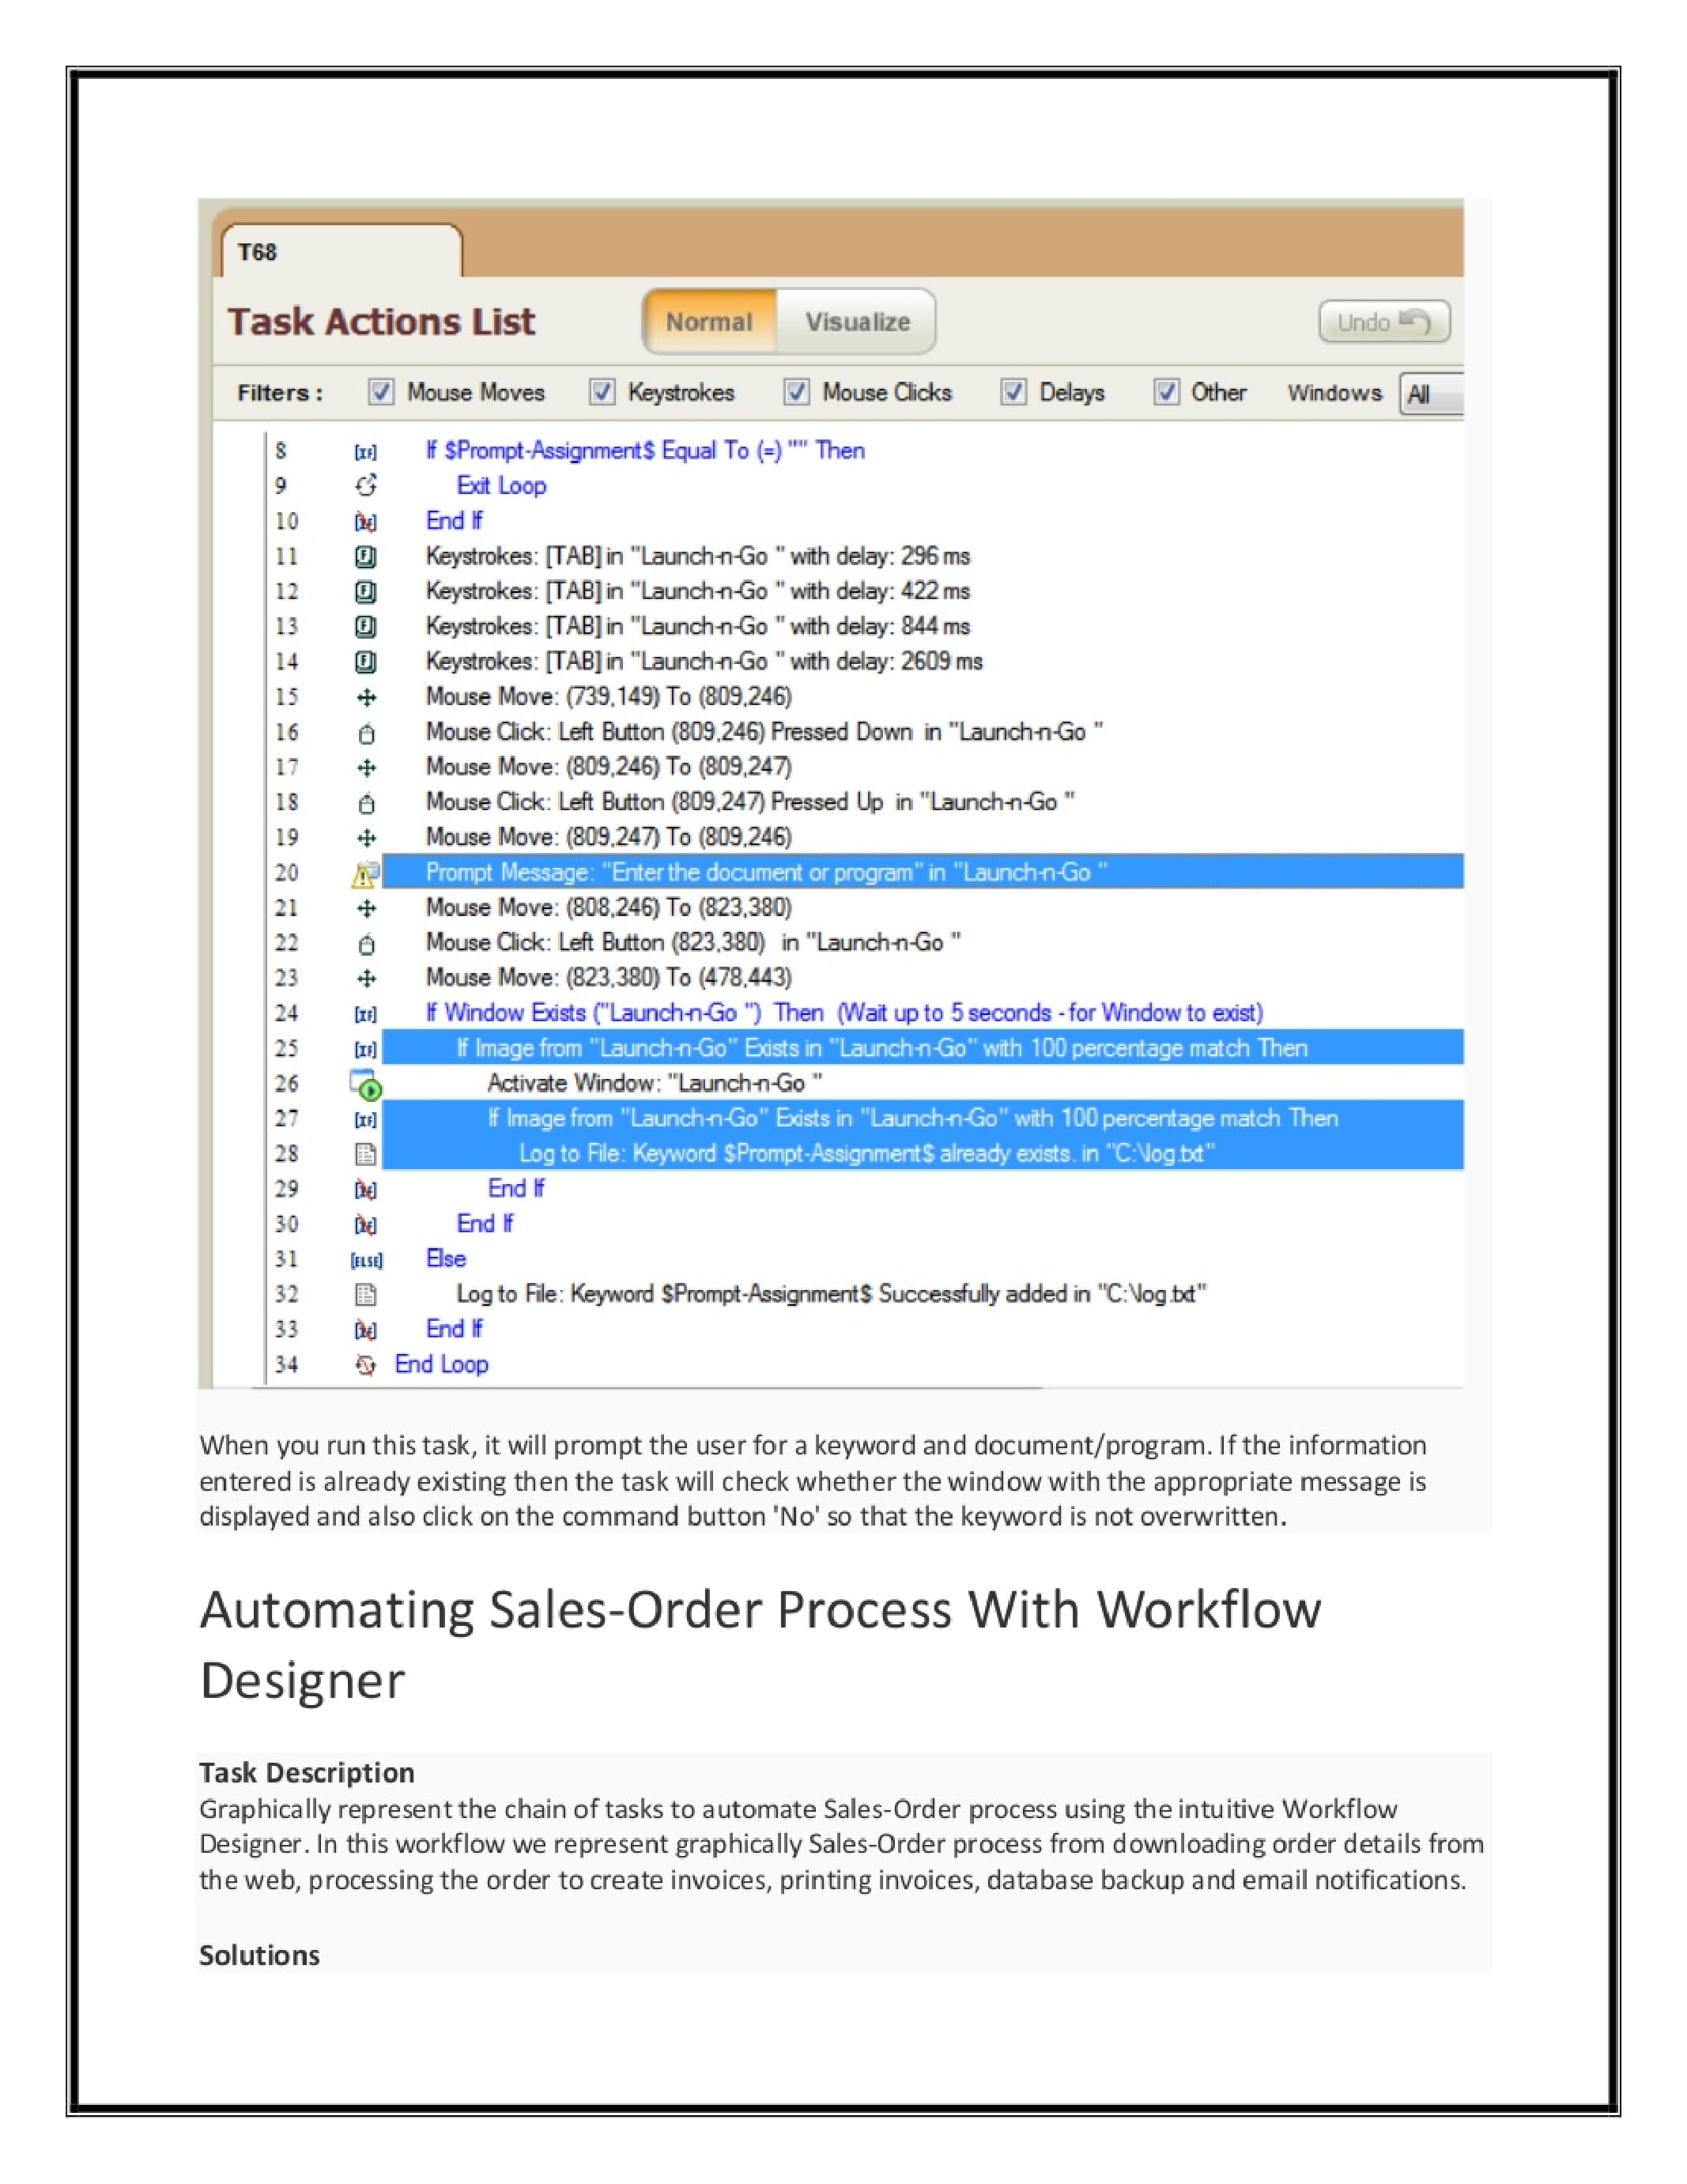 T68
Task Actions List Normal Visualize Undo
Filters : Mouse Moves Keystrokes Mouse Clicks Delays Other Windows All
8 [IF] If $Prompt-Assignment$ Equal To (=) "" Then
9 Exit Loop
10 End If
11 Keystrokes: [TAB] in "Launch-n-Go " with delay: 296 ms
12 Keystrokes: [TAB] in "Launch-n-Go " with delay: 422 ms
13 Keystrokes: [TAB] in "Launch-n-Go " with delay: 844 ms
14 Keystrokes: [TAB] in "Launch-n-Go " with delay: 2609 ms
15 Mouse Move: (739,149) To (809,246)
16 Mouse Click: Left Button (809,246) Pressed Down in "Launch-n-Go "
17 Mouse Move: (809,246) To (809,247)
18 Mouse Click: Left Button (809,247) Pressed Up in "Launch-n-Go "
19 Mouse Move: (809,247) To (809,246)
20 Prompt Message: "Enter the document or program" in "Launch-n-Go "
21 Mouse Move: (808,246) To (823,380)
22 Mouse Click: Left Button (823,380) in "Launch-n-Go "
23 Mouse Move: (823,380) To (478,443)
24 [IF] If Window Exists ("Launch-n-Go ") Then (Wait up to 5 seconds - for Window to exist)
25 [IF] If Image from "Launch-n-Go" Exists in "Launch-n-Go" with 100 percentage match Then
26 Activate Window: "Launch-n-Go "
27 [IF] If Image from "Launch-n-Go" Exists in "Launch-n-Go" with 100 percentage match Then
28 Log to File: Keyword $Prompt-Assignment$ already exists. in "C:\log.txt"
29 End If
30 End If
31 [ELSE] Else
32 Log to File: Keyword $Prompt-Assignment$ Successfully added in "C:\log.txt"
33 End If
34 End Loop
When you run this task, it will prompt the user for a keyword and document/program. If the information
entered is already existing then the task will check whether the window with the appropriate message is
displayed and also click on the command button 'No' so that the keyword is not overwritten.
Automating Sales-Order Process With Workflow
Designer
Task Description
Graphically represent the chain of tasks to automate Sales-Order process using the intuitive Workflow
Designer. In this workflow we represent graphically Sales-Order process from downloading order details from
the web, processing the order to create invoices, printing invoices, database backup and email notifications.
Solutions